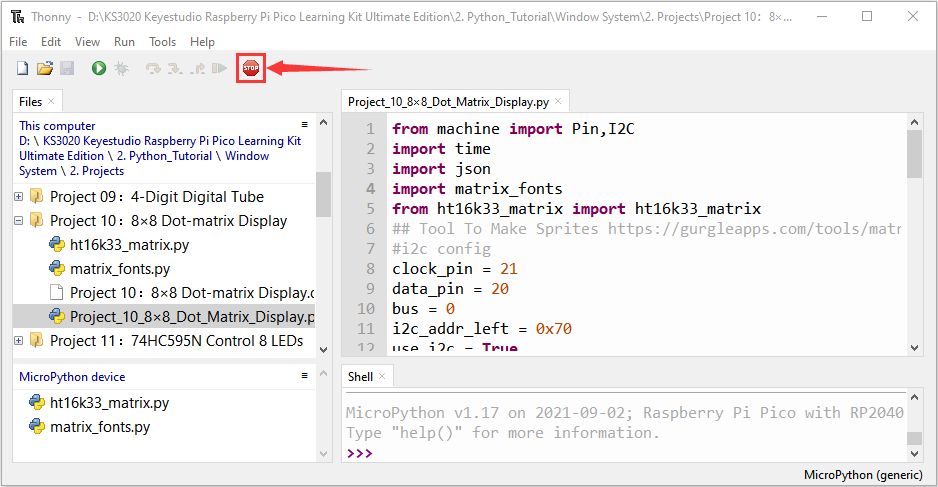 Thonny - D:\KS3020 Keyestudio Raspberry Pi Pico Learning Kit Ultimate Edition\2. Python_Tutorial\Window System\2. Projects\Project 10：8×...
File Edit View Run Tools Help
STOP
Files
This computer
D: \ KS3020 Keyestudio Raspberry Pi Pico Learning Kit
Ultimate Edition \ 2. Python_Tutorial \ Window
System \ 2. Projects
Project 09：4-Digit Digital Tube
Project 10：8×8 Dot-matrix Display
ht16k33_matrix.py
matrix_fonts.py
Project 10：8×8 Dot-matrix Display.
Project_10_8×8_Dot_Matrix_Display.p
Project 11：74HC595N Control 8 LEDs
MicroPython device
ht16k33_matrix.py
matrix_fonts.py
Project_10_8×8_Dot_Matrix_Display.py
1 from machine import Pin,I2C
2 import time
3 import json
4 import matrix_fonts
5 from ht16k33_matrix import ht16k33_matrix
6 ## Tool To Make Sprites https://gurgleapps.com/tools/matr
7 #i2c config
8 clock_pin = 21
9 data_pin = 20
10 bus = 0
11 i2c_addr_left = 0x70
12 use_i2c = True
Shell
MicroPython v1.17 on 2021-09-02; Raspberry Pi Pico with RP2040
Type "help()" for more information.
>>>
MicroPython (generic)